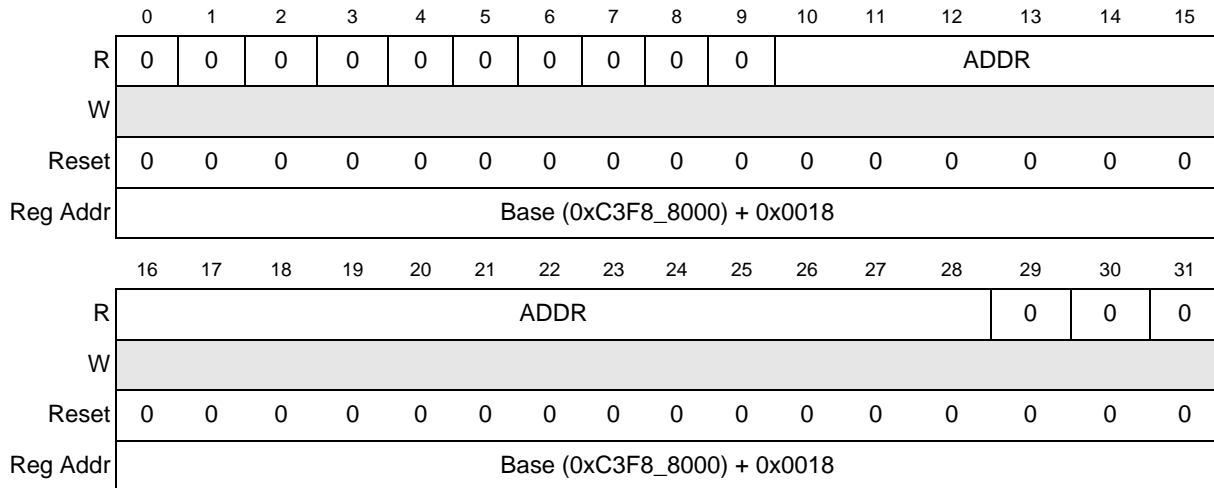 0 1 2 3 4 5 6 7 8 9 10 11 12 13 14 15
R 0 0 0 0 0 0 0 0 0 0 ADDR
W
Reset 0 0 0 0 0 0 0 0 0 0 0 0 0 0 0 0
Reg Addr Base (0xC3F8_8000) + 0x0018
16 17 18 19 20 21 22 23 24 25 26 27 28 29 30 31
R ADDR 0 0 0
W
Reset 0 0 0 0 0 0 0 0 0 0 0 0 0 0 0 0
Reg Addr Base (0xC3F8_8000) + 0x0018